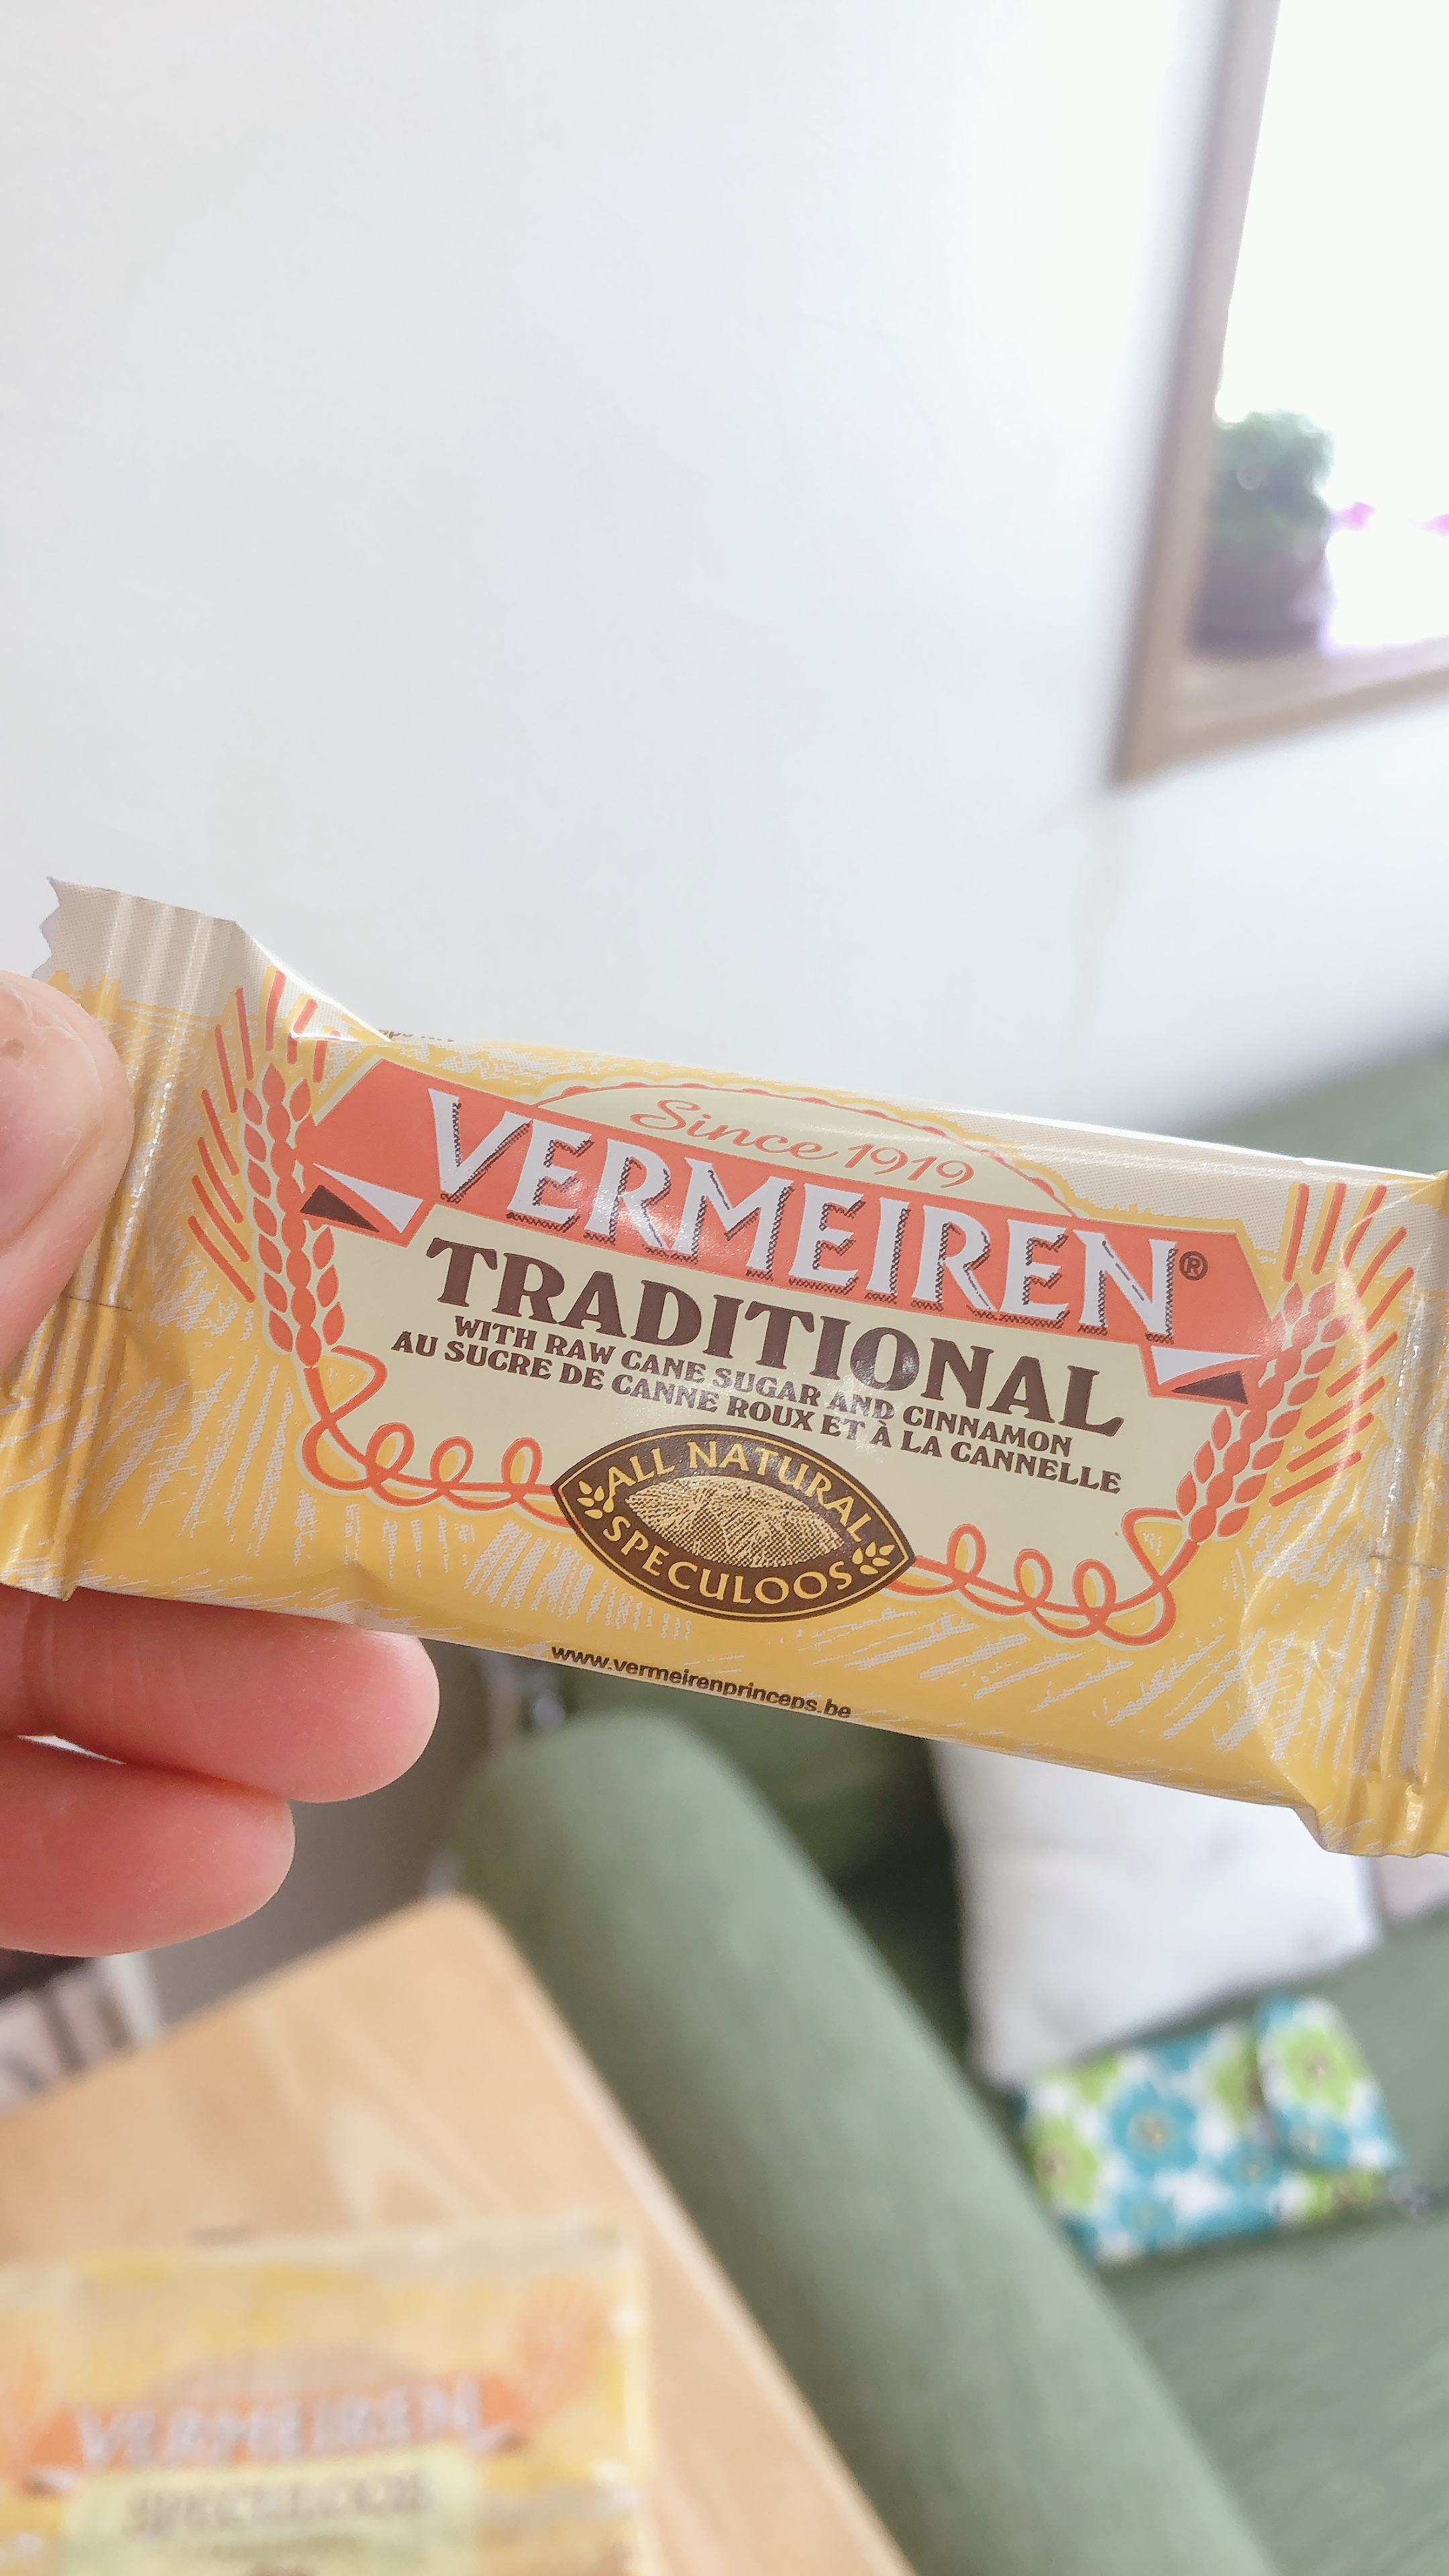 Since 1919
VERMEIREN®
TRADITIONAL
WITH RAW CANE SUGAR AND CINNAMON
AU SUCRE DE CANNE ROUX ET À LA CANNELLE
ALL NATURAL
SPECULOOS
www.vermeirenprinceps.be
VERMEIREN
SPECULOOS